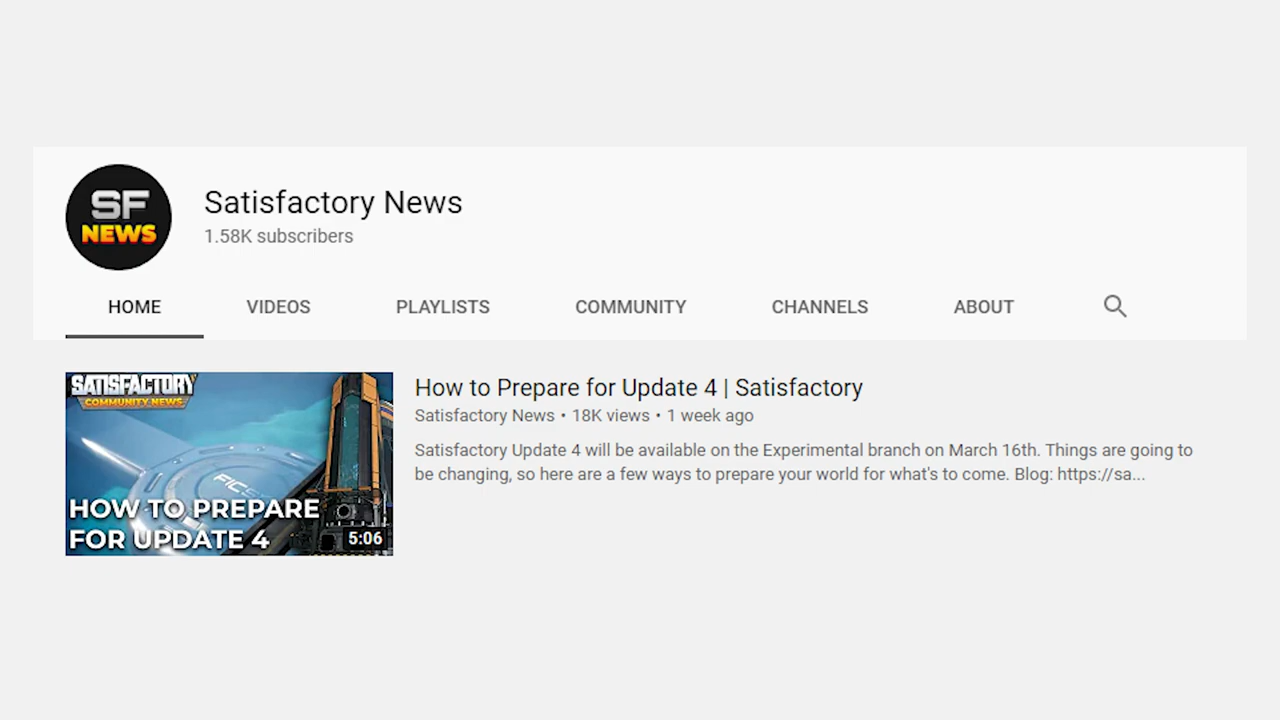 SF
NEWS
Satisfactory News
1.58K subscribers
HOME VIDEOS PLAYLISTS COMMUNITY CHANNELS ABOUT
SATISFACTORY
COMMUNITY NEWS
FICS
HOW TO PREPARE
FOR UPDATE 4
5:06
How to Prepare for Update 4 | Satisfactory
Satisfactory News • 18K views • 1 week ago
Satisfactory Update 4 will be available on the Experimental branch on March 16th. Things are going to
be changing, so here are a few ways to prepare your world for what's to come. Blog: https://sa...